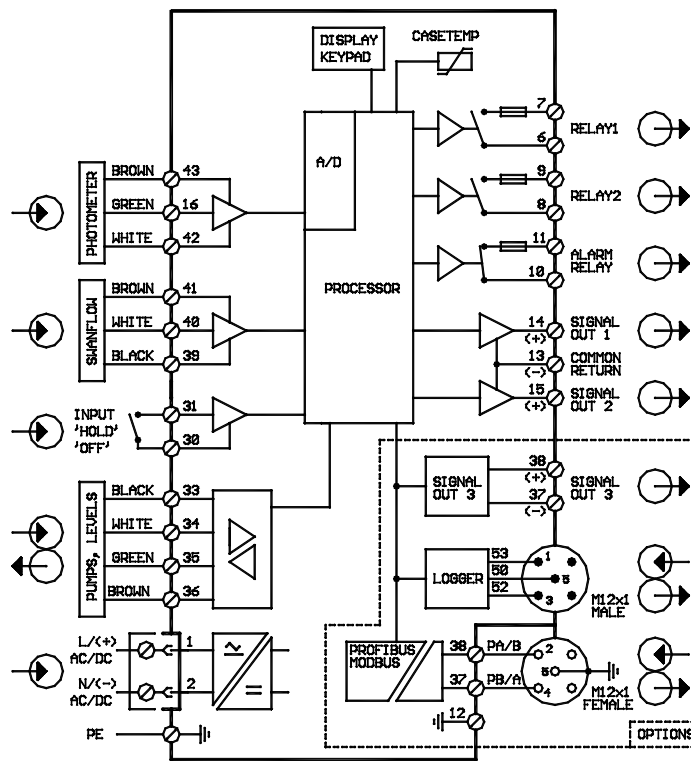 DISPLAY
KEYPAD
CASETEMP
A/D
PROCESSOR
PHOTOMETER
BROWN 43
GREEN 16
WHITE 42
SWANFLOW
BROWN 41
WHITE 40
BLACK 39
INPUT
'HOLD'
'OFF'
31
30
PUMPS, LEVELS
BLACK 33
WHITE 34
GREEN 35
BROWN 36
L/(+)
AC/DC
1
N/(-)
AC/DC
2
PE
7
6
RELAY1
9
8
RELAY2
11
10
ALARM
RELAY
14
(+)
SIGNAL
OUT 1
13
(-)
COMMON
RETURN
15
(+)
SIGNAL
OUT 2
SIGNAL
OUT 3
38
(+)
37
(-)
SIGNAL
OUT 3
LOGGER
53
50
52
1
5
3
M12x1
MALE
PROFIBUS
MODBUS
38 PA/B
37 PB/A
12
2
5
4
M12x1
FEMALE
OPTIONS